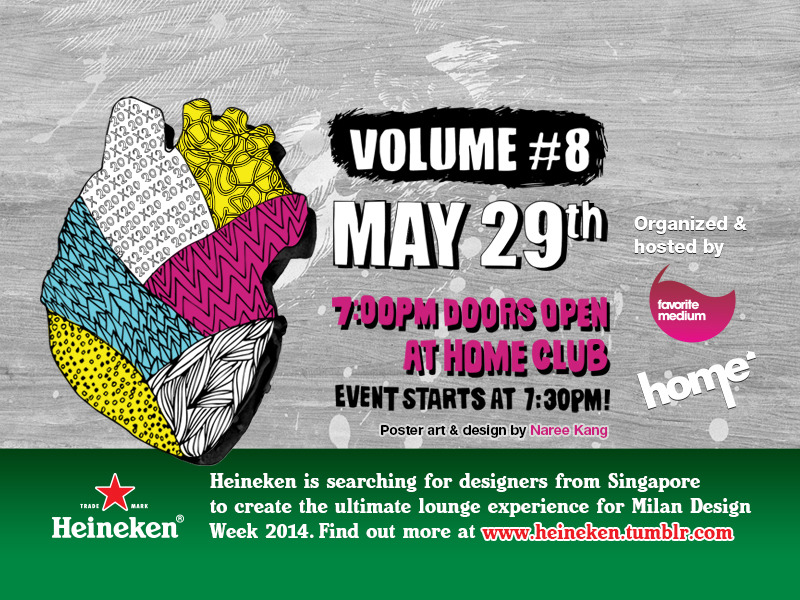 20X20 20X20 20X20
VOLUME #8
MAY 29th
7:00PM DOORS OPEN
AT HOME CLUB
EVENT STARTS AT 7:30PM!
Poster art & design by Naree Kang
Organized &
hosted by
favorite
medium
home*
TRADE MARK
Heineken®
Heineken is searching for designers from Singapore
to create the ultimate lounge experience for Milan Design
Week 2014. Find out more at www.heineken.tumblr.com